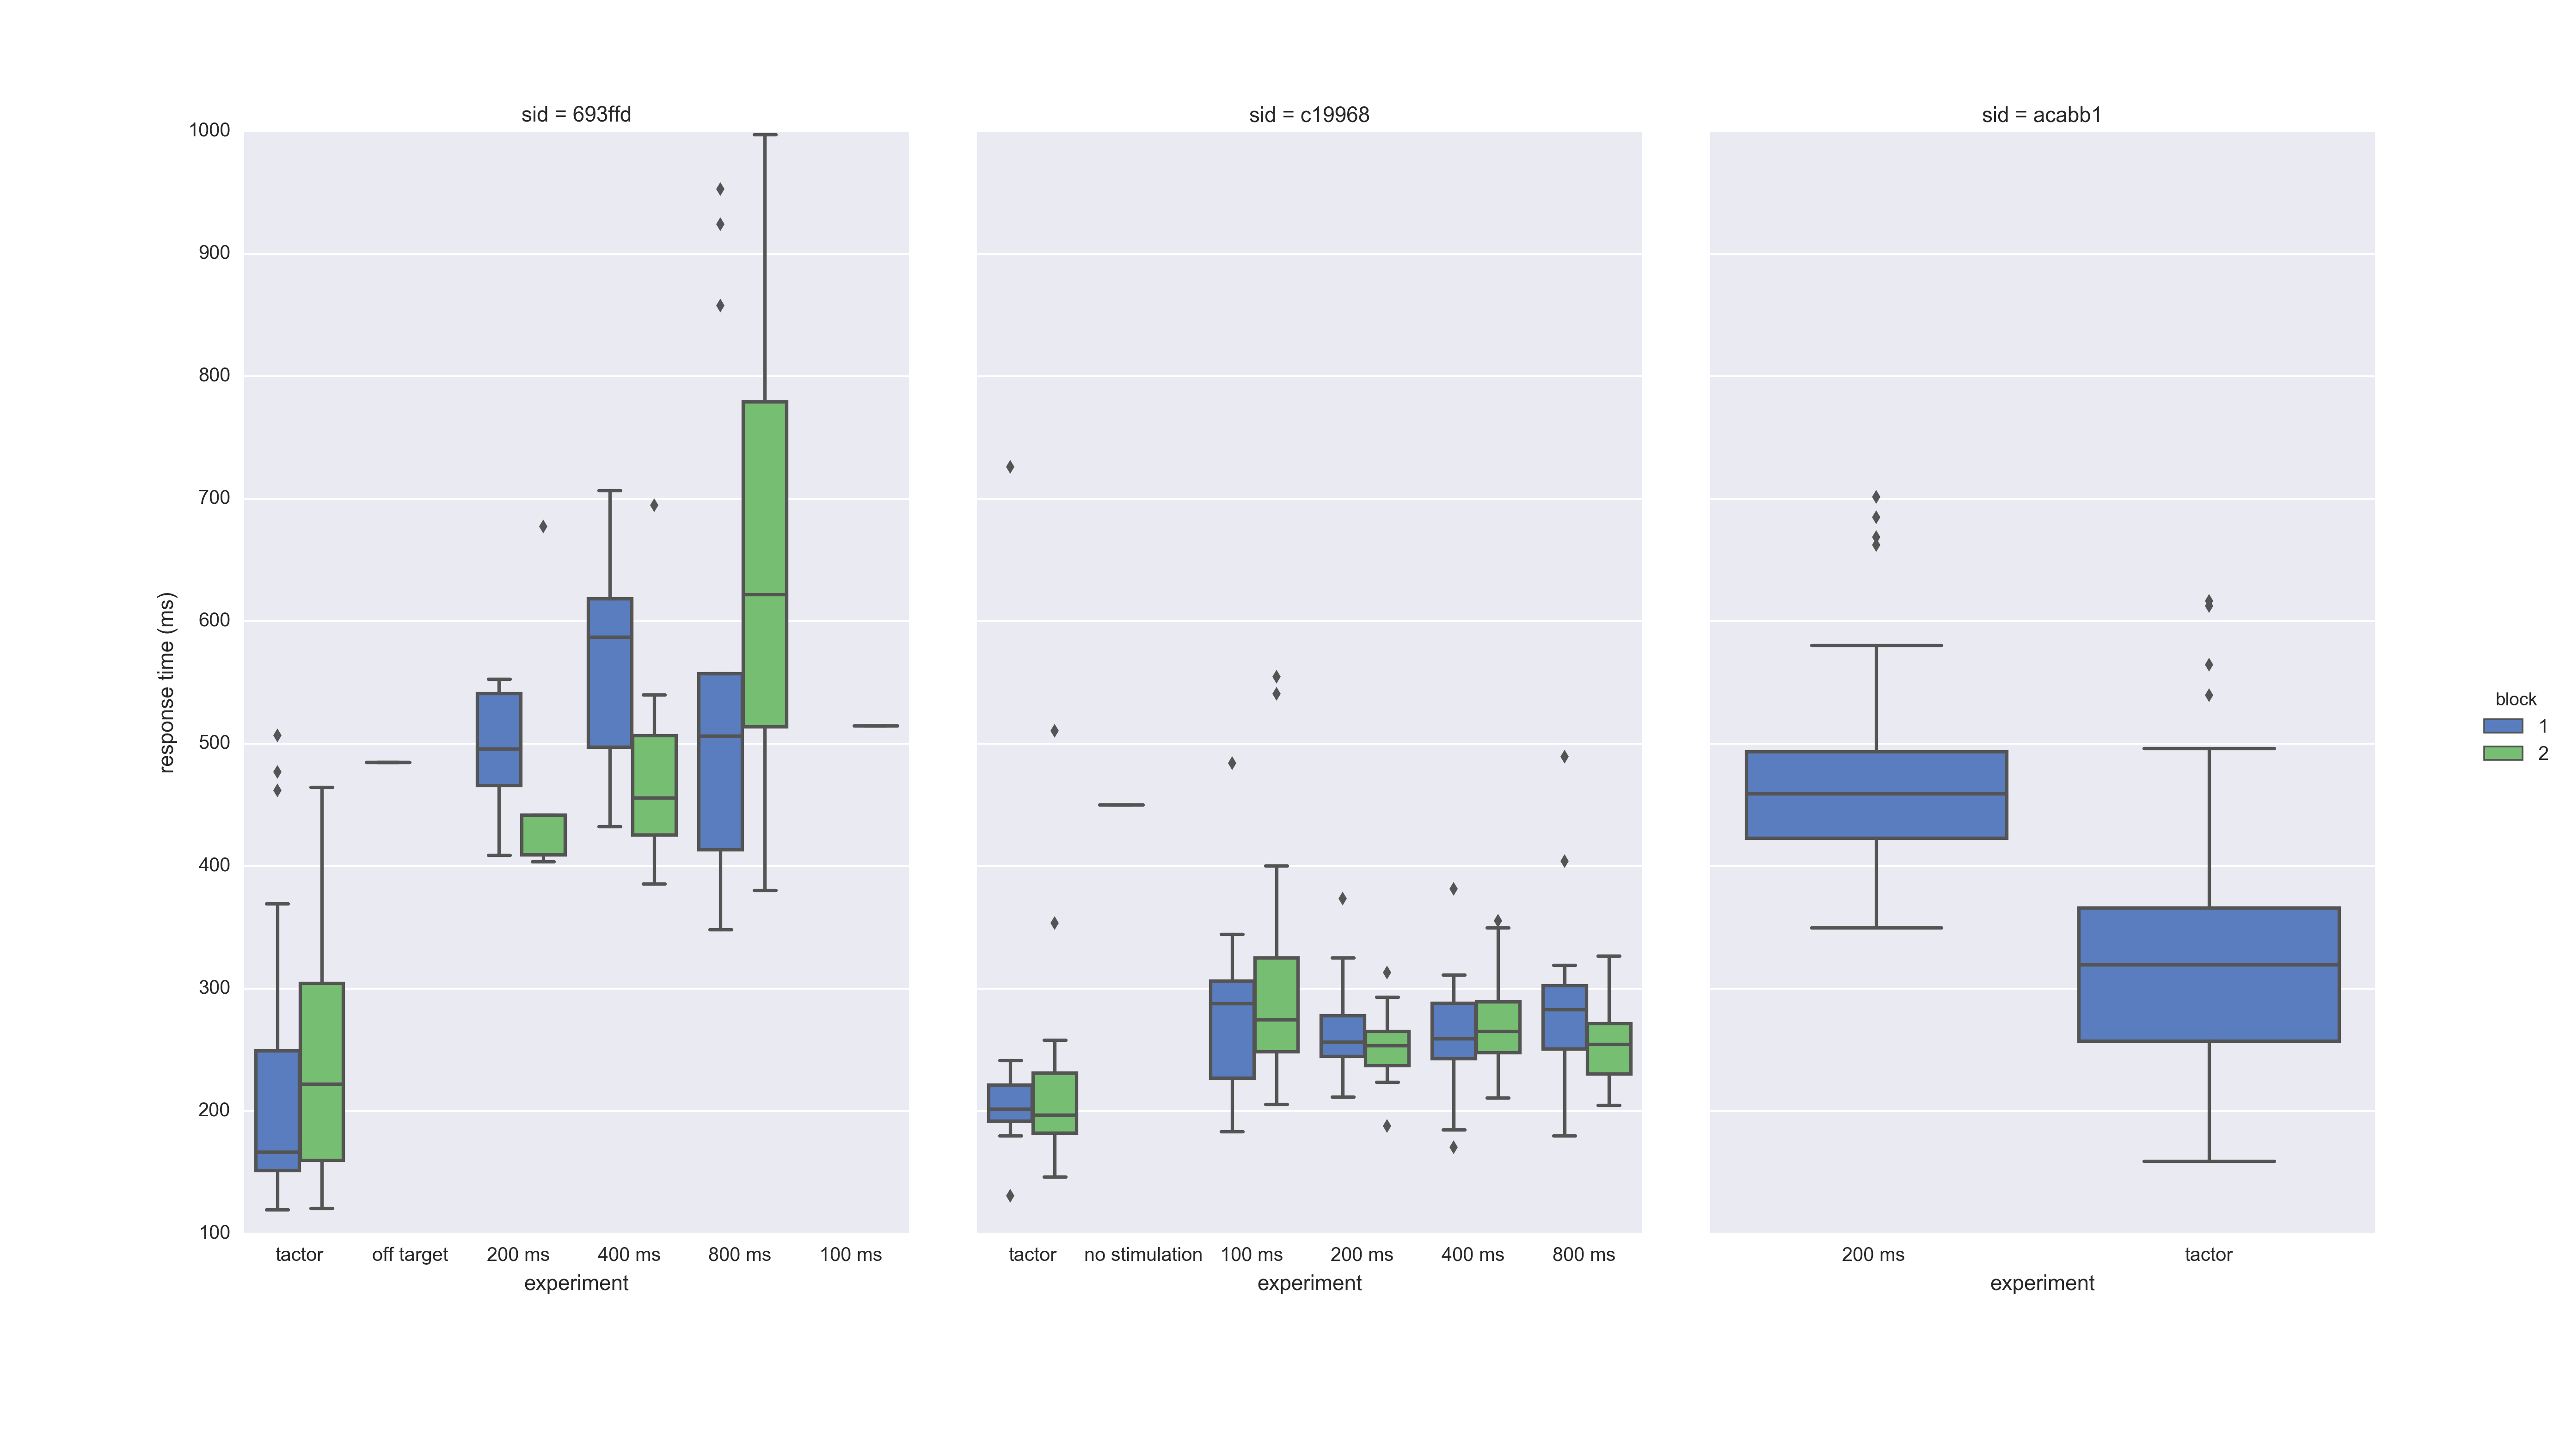 sid = 693ffd
sid = c19968
sid = acabb1
1000
900
800
700
600
500
400
300
200
100
response time (ms)
tactor off target 200 ms 400 ms 800 ms 100 ms
experiment
tactor no stimulation 100 ms 200 ms 400 ms 800 ms
experiment
200 ms tactor
experiment
block
1
2